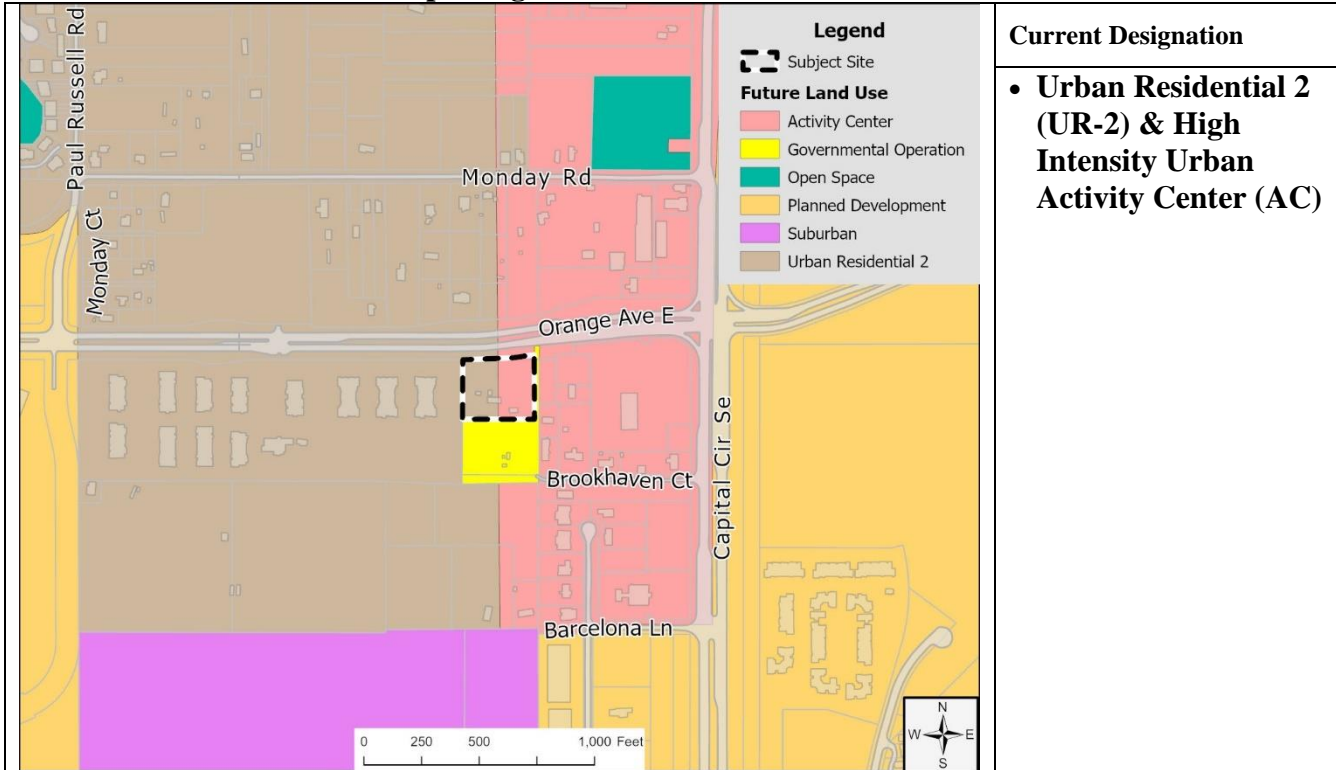 Legend
Subject Site
Future Land Use
Activity Center
Governmental Operation
Open Space
Planned Development
Suburban
Urban Residential 2
Paul Russell Rd
Monday Rd
Monday Ct
Orange Ave E
Capital Cir Se
Brookhaven Ct
Barcelona Ln
0 250 500 1,000 Feet
N
W E
S
Current Designation
• Urban Residential 2
(UR-2) & High
Intensity Urban
Activity Center (AC)